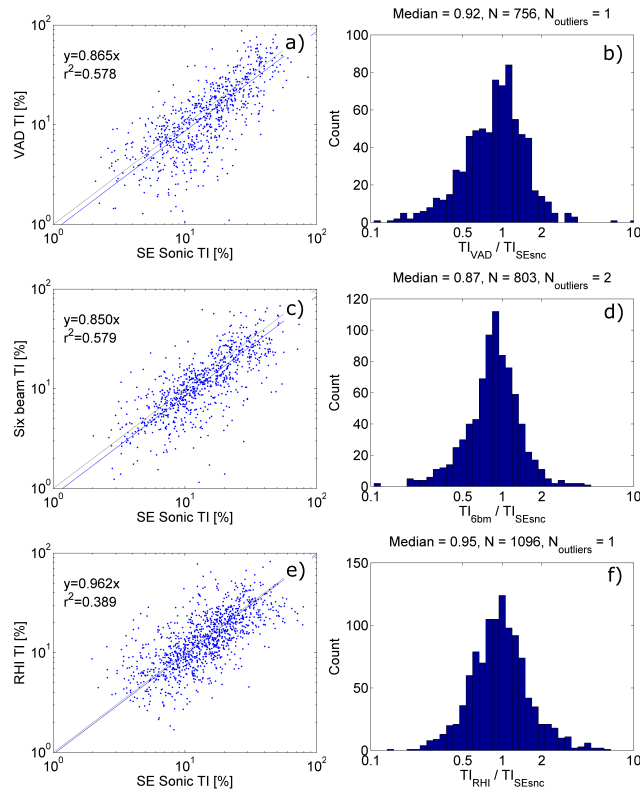 a)
y=0.865x
r²=0.578
10²
10¹
10⁰
VAD TI [%]
10⁰ 10¹ 10²
SE Sonic TI [%]
Median = 0.92, N = 756, N_outliers = 1
b)
100
80
60
40
20
0
Count
0.1 0.5 1 2 10
TI_VAD / TI_SEsnc
c)
y=0.850x
r²=0.579
10²
10¹
10⁰
Six beam TI [%]
10⁰ 10¹ 10²
SE Sonic TI [%]
Median = 0.87, N = 803, N_outliers = 2
d)
120
100
80
60
40
20
0
Count
0.1 0.5 1 2 10
TI_6bm / TI_SEsnc
e)
y=0.962x
r²=0.389
10²
10¹
10⁰
RHI TI [%]
10⁰ 10¹ 10²
SE Sonic TI [%]
Median = 0.95, N = 1096, N_outliers = 1
f)
150
100
50
0
Count
0.1 0.5 1 2 10
TI_RHI / TI_SEsnc